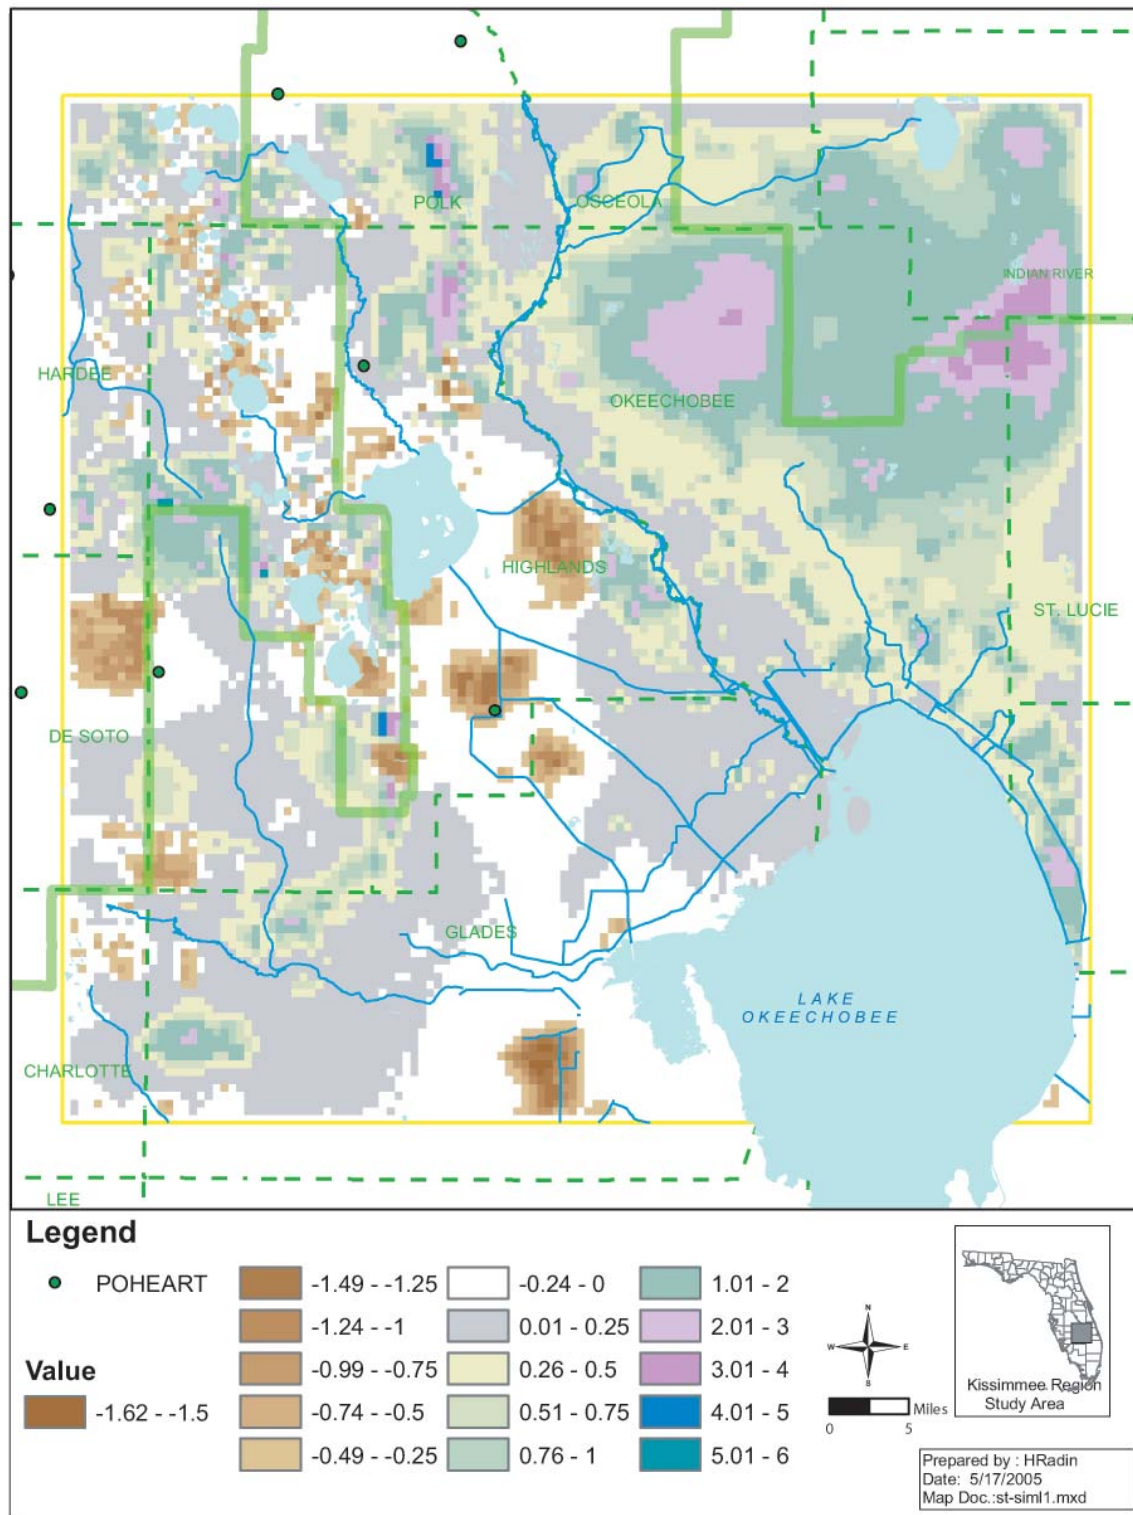 POLK
OSCEOLA
INDIAN RIVER
HARDEE
OKEECHOBEE
HIGHLANDS
ST. LUCIE
DE SOTO
GLADES
LAKE
OKEECHOBEE
CHARLOTTE
LEE
Legend
POHEART
Value
-1.62 - -1.5
-1.49 - -1.25
-1.24 - -1
-0.99 - -0.75
-0.74 - -0.5
-0.49 - -0.25
-0.24 - 0
0.01 - 0.25
0.26 - 0.5
0.51 - 0.75
0.76 - 1
1.01 - 2
2.01 - 3
3.01 - 4
4.01 - 5
5.01 - 6
N
W E
S
Miles
0 5
Kissimmee Region
Study Area
Prepared by : HRadin
Date: 5/17/2005
Map Doc.:st-siml1.mxd